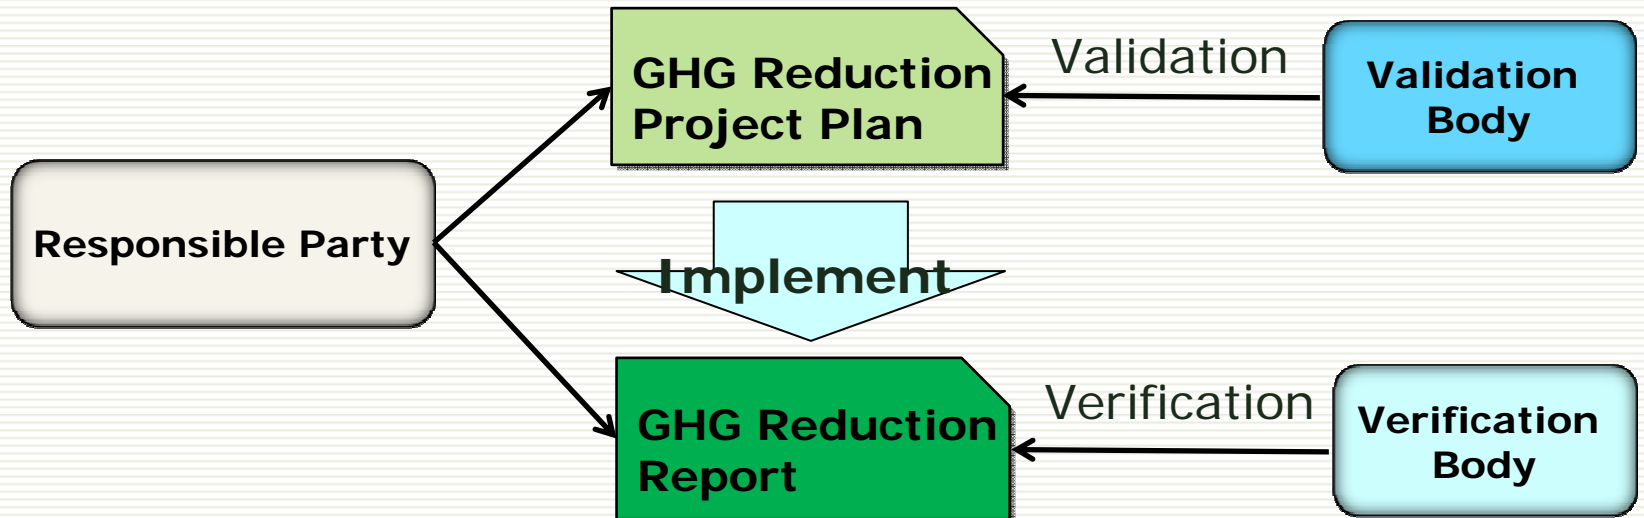 GHG Reduction
Project Plan
Validation
Validation
Body
Responsible Party
Implement
GHG Reduction
Report
Verification
Verification
Body